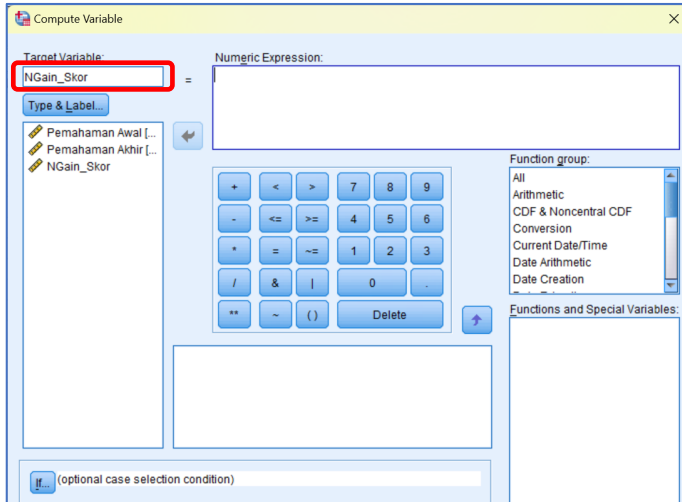 Compute Variable
Target Variable:
NGain_Skor
=
Numeric Expression:
Type & Label...
Pemahaman Awal [...
Pemahaman Akhir [...
NGain_Skor
+ < > 7 8 9
- <= >= 4 5 6
* = ~= 1 2 3
/ & | 0 .
** ~ () Delete
Function group:
All
Arithmetic
CDF & Noncentral CDF
Conversion
Current Date/Time
Date Arithmetic
Date Creation
Functions and Special Variables:
If... (optional case selection condition)